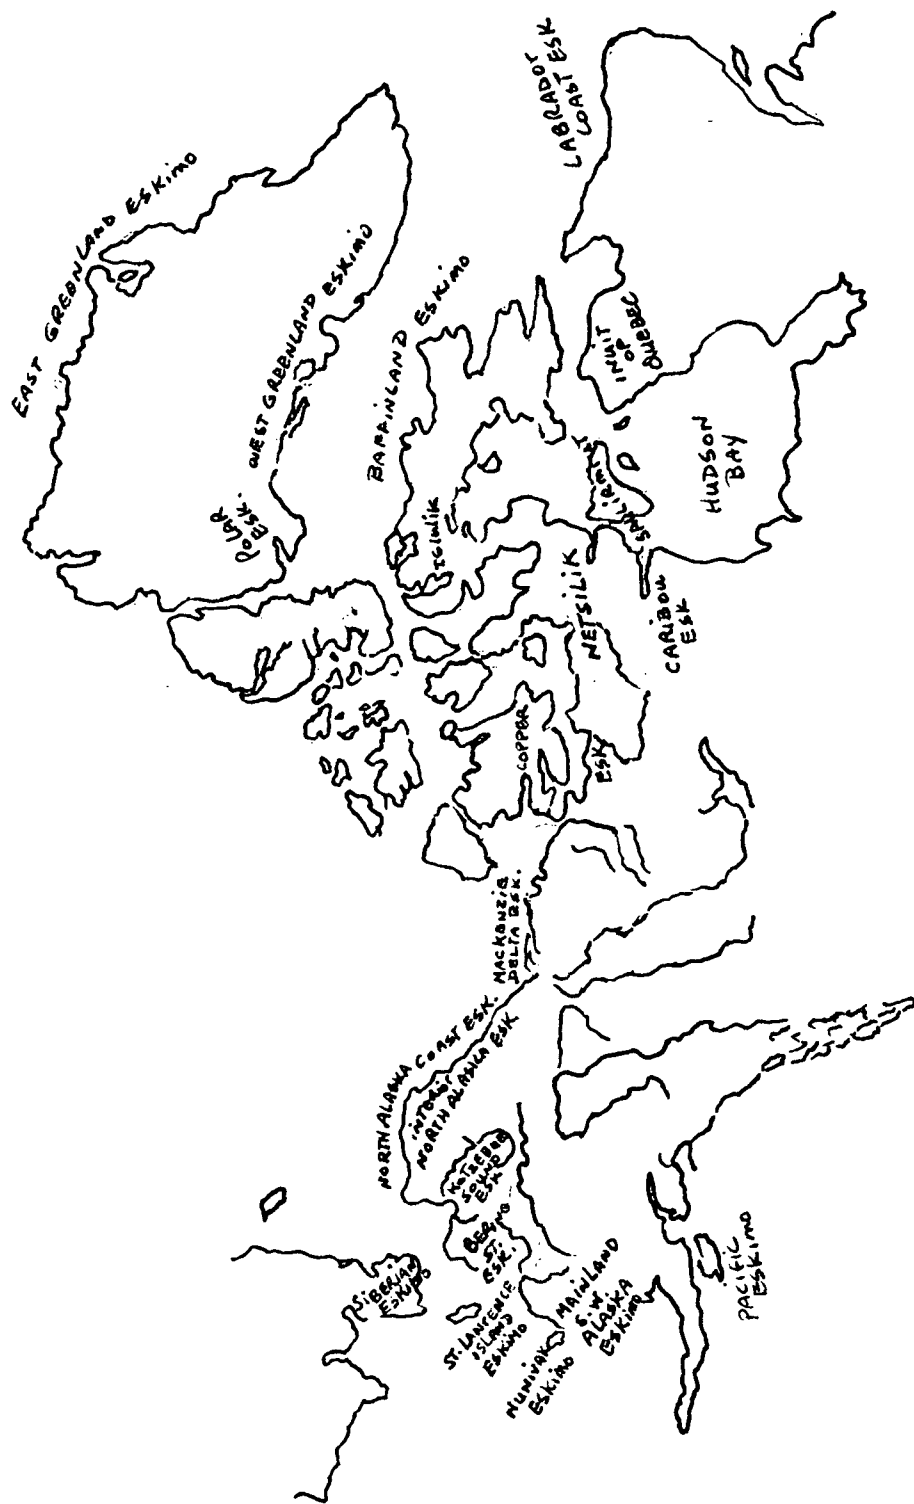 EAST GREENLAND ESKIMO
WEST GREENLAND ESKIMO
POLAR
ESK.
BAFFINLAND ESKIMO
IGLULIK
LABRADOR
COAST ESK
INUIT
OF
QUEBEC
HUDSON
BAY
NETSILIK
CARIBOU
ESK
COPPER
ESK.
MACKENZIE
DELTA ESK.
NORTH ALASKA COAST ESK.
INTERIOR
NORTH ALASKA ESK.
KOTZEBUE
SOUND
ESK
BERING
ST.
ESK.
SIBERIAN
ESKIMO
ST. LAWRENCE
ISLAND
ESKIMO
NUNIVAK
ESKIMO
MAINLAND
S.W.
ALASKA
ESKIMO
PACIFIC
ESKIMO